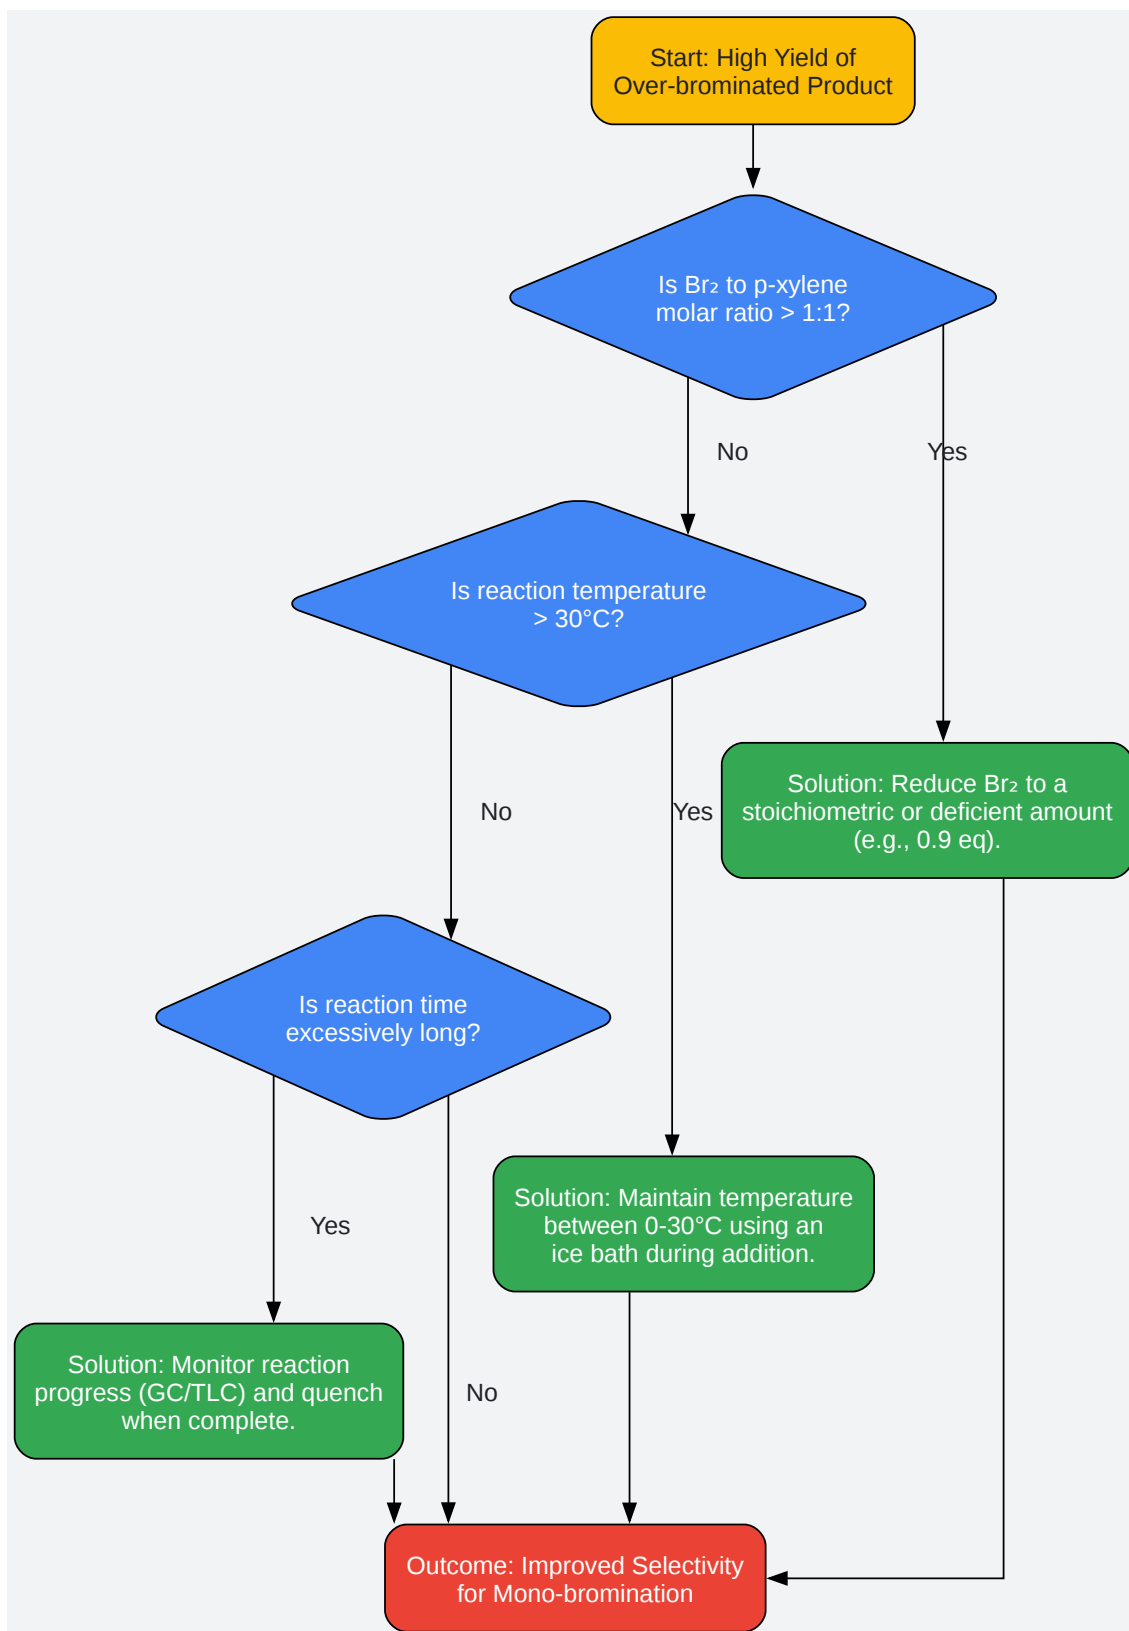 Start: High Yield of
Over-brominated Product
Is Br₂ to p-xylene
molar ratio > 1:1?
No
Yes
Is reaction temperature
> 30°C?
Solution: Reduce Br₂ to a
stoichiometric or deficient amount
(e.g., 0.9 eq).
No
Yes
Is reaction time
excessively long?
Solution: Maintain temperature
between 0-30°C using an
ice bath during addition.
Yes
Solution: Monitor reaction
progress (GC/TLC) and quench
when complete.
No
Outcome: Improved Selectivity
for Mono-bromination